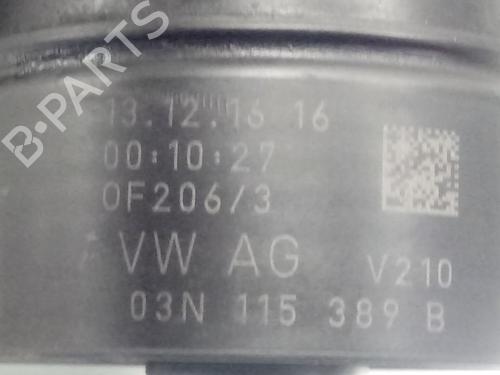 B-PARTS
13.12.16 16
00:10:27
0F206/3
VW AG V210
03N 115 389 B